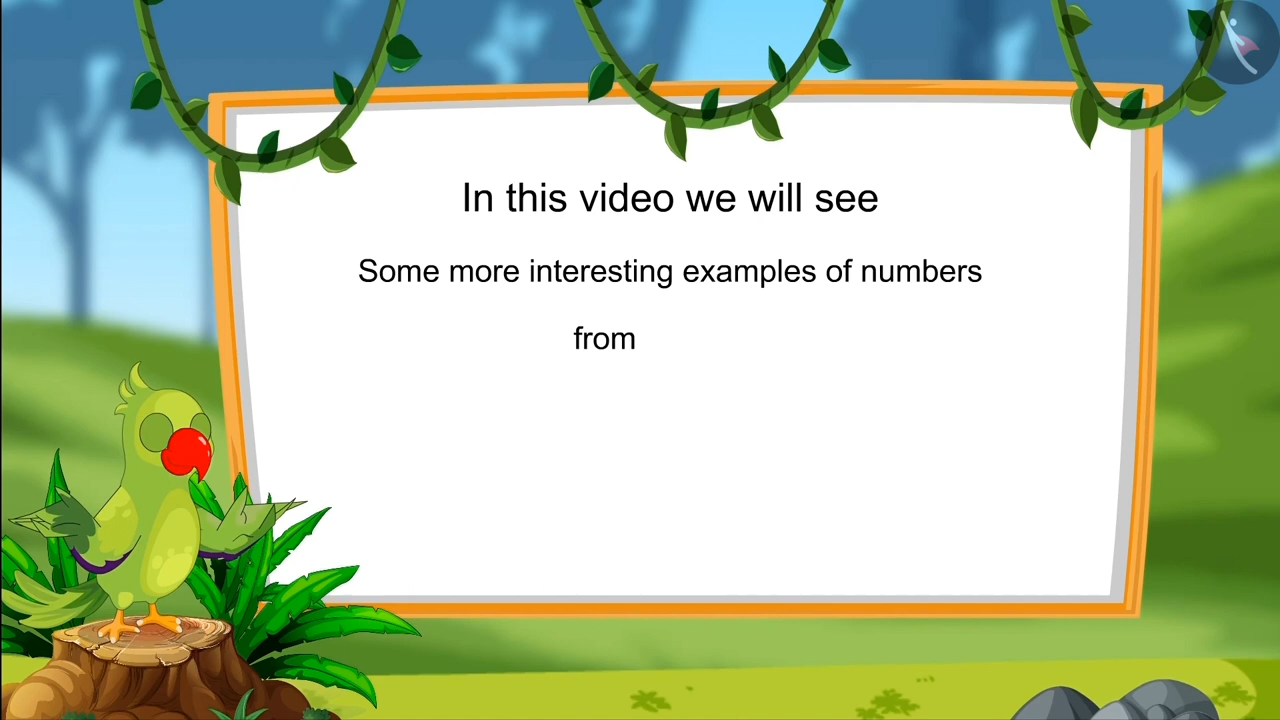 In this video we will see
Some more interesting examples of numbers
from